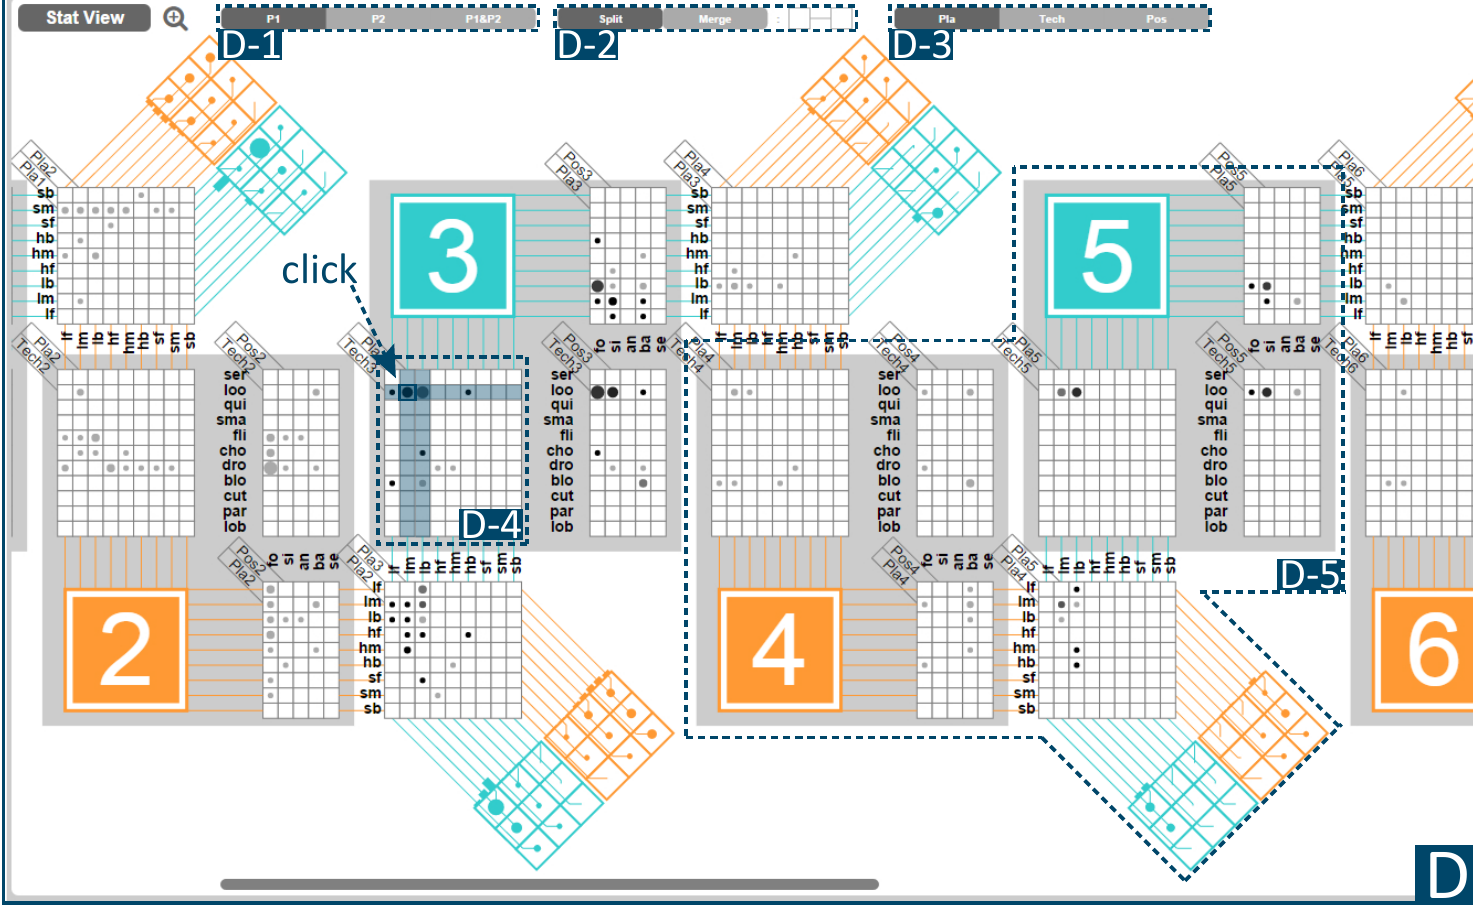 Stat View
P1 P2 P1&P2
Split Merge :
Pla Tech Pos
D-1
D-2
D-3
Pla2
Pla1
sb
sm
sf
hb
hm
hf
lb
lm
lf
lf lm lb hf hm hb sf sm sb
click
3
Pos3
Pla3
fo si an ba se
Pla4
Pla3
sb
sm
sf
hb
hm
hf
lb
lm
lf
lf lm lb hf hm hb sf sm sb
5
Pos5
Pla5
fo si an ba se
Pla6
Pla5
sb
sm
sf
hb
hm
hf
lb
lm
lf
lf lm lb hf hm hb
Pla2
Tech2
Pos2
Tech2
ser
loo
qui
sma
fli
cho
dro
blo
cut
par
lob
Tech3
D-4
Pos3
Tech3
ser
loo
qui
sma
fli
cho
dro
blo
cut
par
lob
Pla4
Tech4
Pos4
Tech4
ser
loo
qui
sma
fli
cho
dro
blo
cut
par
lob
Pla5
Tech5
Pos5
Tech5
ser
loo
qui
sma
fli
cho
dro
blo
cut
par
lob
Pla6
Tech6
D-5
2
Pos2
Pla2
fo si an ba se
Pla3
Pla2
lf lm lb hf hm hb sf sm sb
lf
lm
lb
hf
hm
hb
sf
sm
sb
4
Pos4
Pla4
fo si an ba se
Pla5
Pla4
lf lm lb hf hm hb sf sm sb
lf
lm
lb
hf
hm
hb
sf
sm
sb
6
D